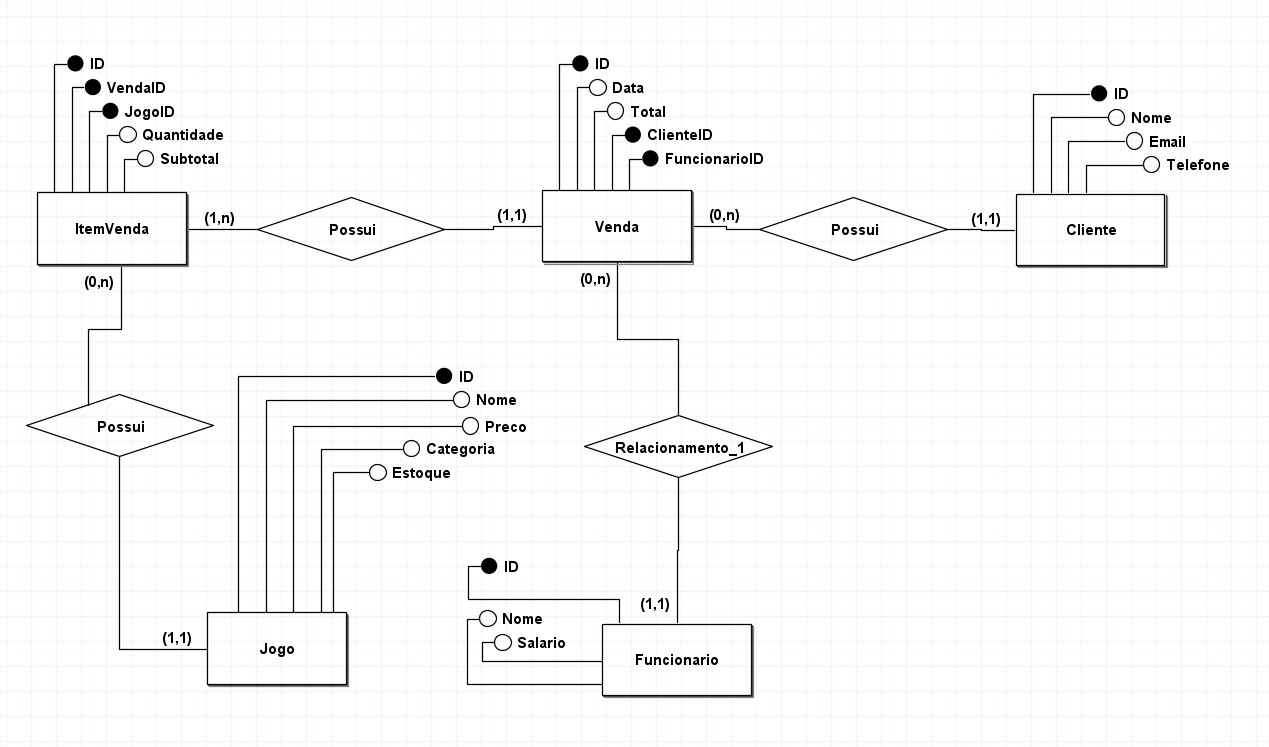 ID
VendaID
JogoID
Quantidade
Subtotal
ItemVenda
(1,n)
Possui
(1,1)
ID
Data
Total
ClienteID
FuncionarioID
Venda
(0,n)
Possui
(1,1)
ID
Nome
Email
Telefone
Cliente
(0,n)
Possui
(1,1)
ID
Nome
Preco
Categoria
Estoque
Jogo
(0,n)
Relacionamento_1
(1,1)
ID
Nome
Salario
Funcionario